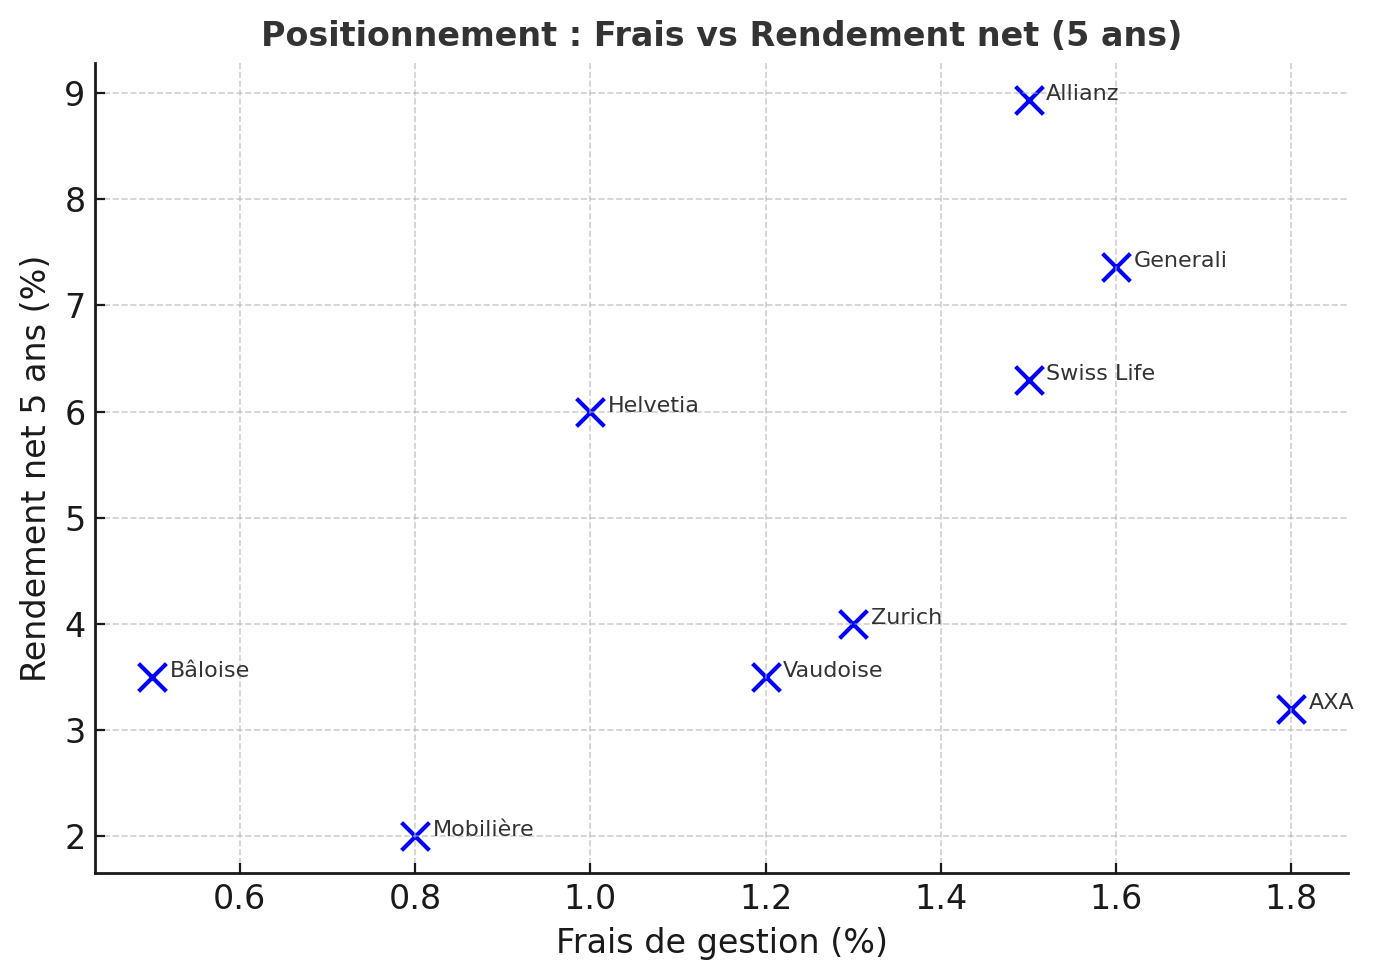 Positionnement : Frais vs Rendement net (5 ans)
Rendement net 5 ans (%)
9
8
7
6
5
4
3
2
Allianz
Generali
Swiss Life
Helvetia
Zurich
Bâloise
Vaudoise
AXA
Mobilière
0.6 0.8 1.0 1.2 1.4 1.6 1.8
Frais de gestion (%)